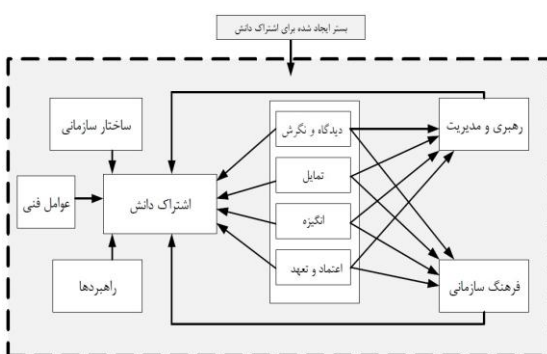 بستر ایجاد شده برای اشتراک دانش
ساختار سازمانی
دیدگاه و نگرش
رهبری و مدیریت
تمایل
عوامل فنی
اشتراک دانش
انگیزه
راهبردها
اعتماد و تعهد
فرهنگ سازمانی